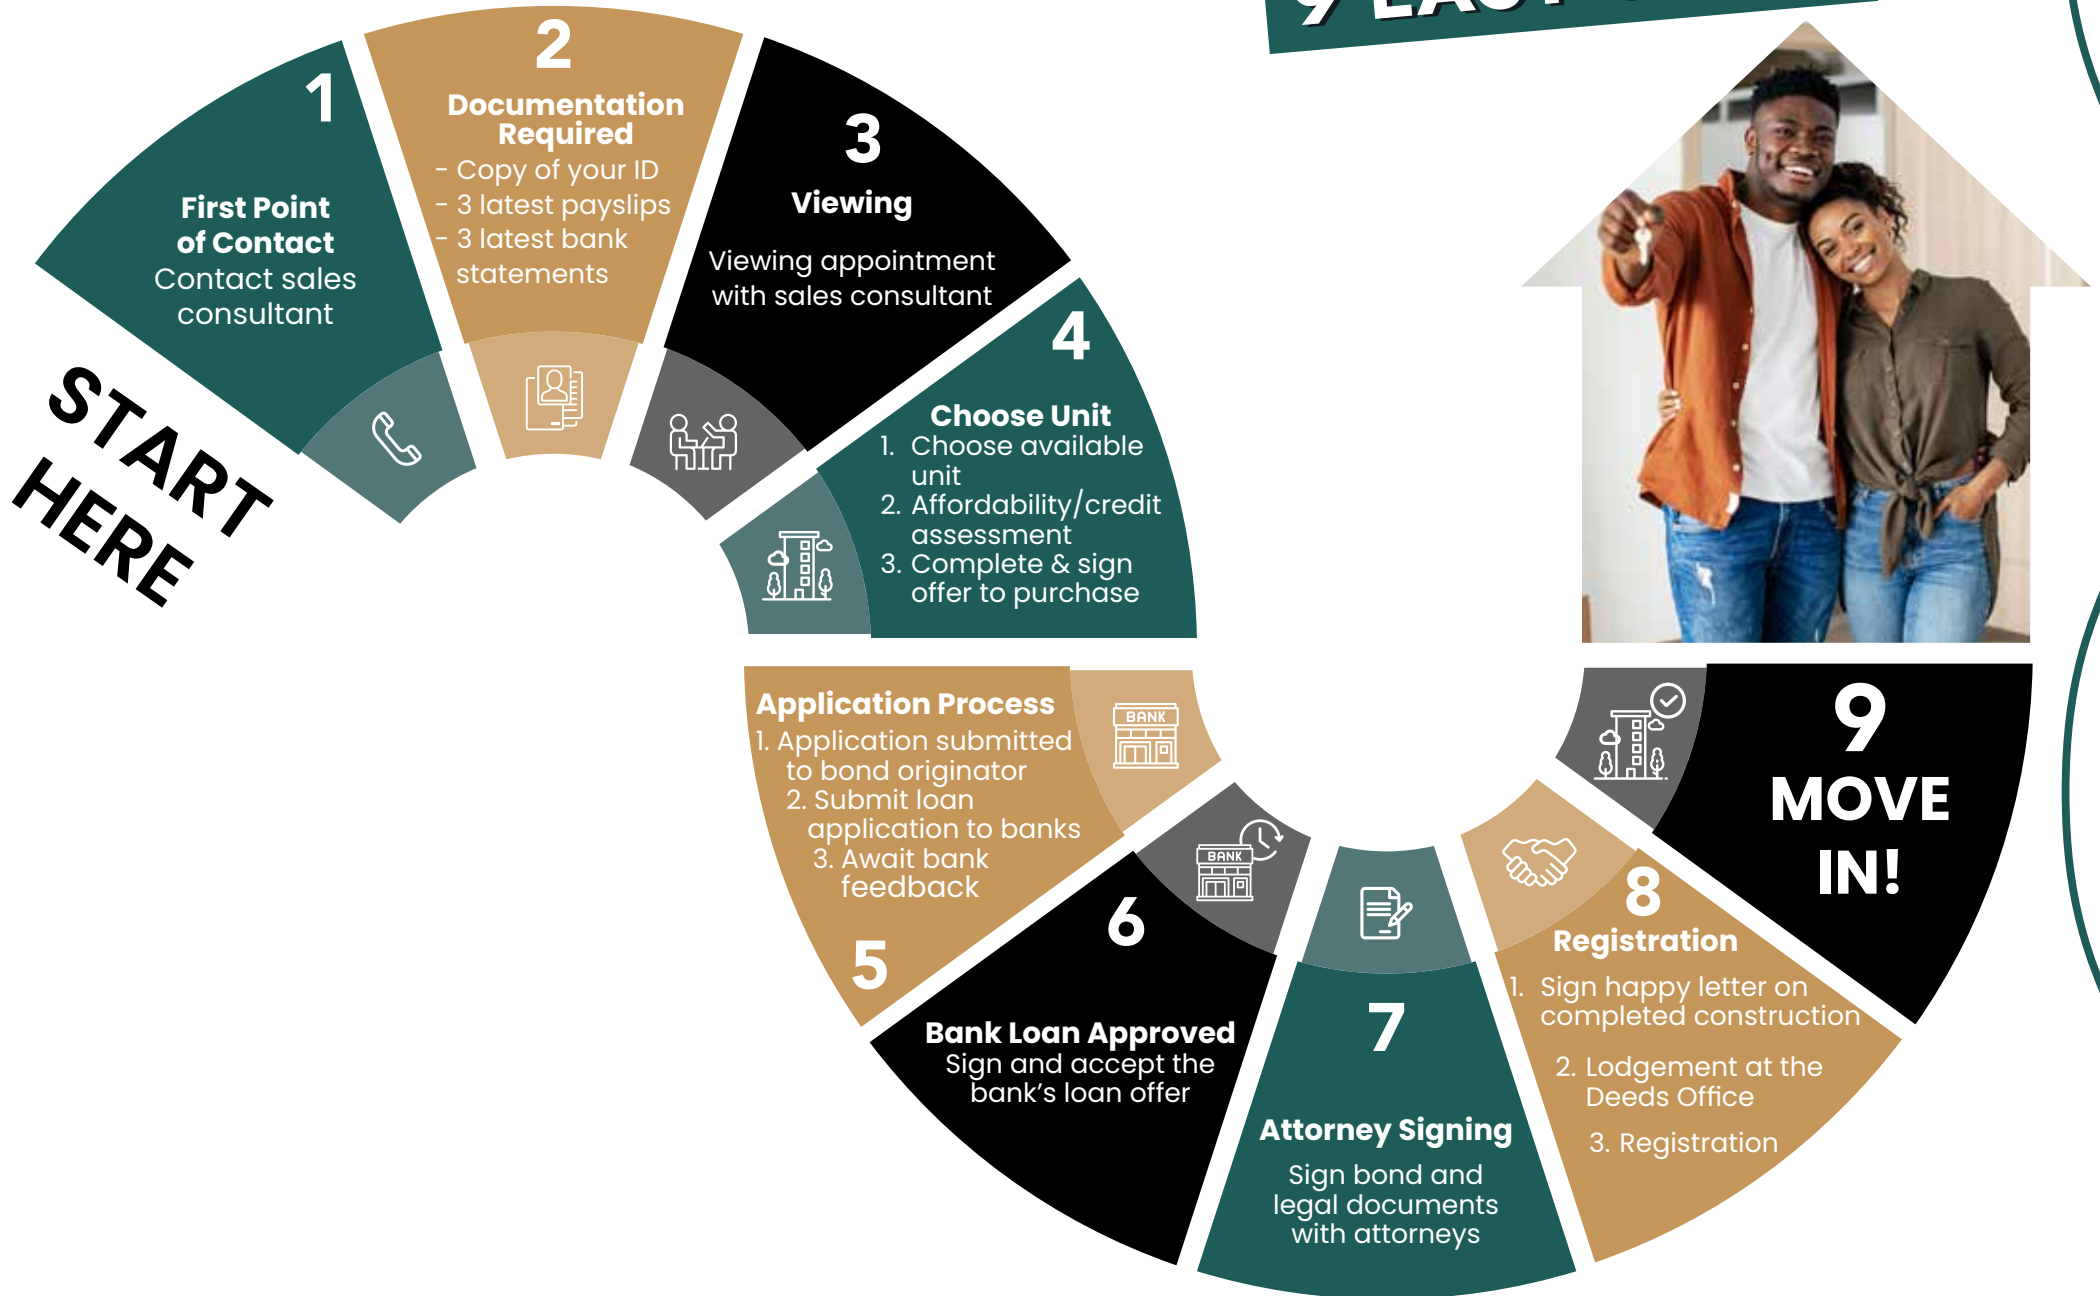 9 EASY
1
First Point
of Contact
Contact sales
consultant
2
Documentation
Required
- Copy of your ID
- 3 latest payslips
- 3 latest bank
statements
3
Viewing
Viewing appointment
with sales consultant
4
Choose Unit
1. Choose available
unit
2. Affordability/credit
assessment
3. Complete & sign
offer to purchase
START
HERE
Application Process
1. Application submitted
to bond originator
2. Submit loan
application to banks
3. Await bank
feedback
5
BANK
6
Bank Loan Approved
Sign and accept the
bank's loan offer
BANK
7
Attorney Signing
Sign bond and
legal documents
with attorneys
8
Registration
1. Sign happy letter on
completed construction
2. Lodgement at the
Deeds Office
3. Registration
9
MOVE
IN!